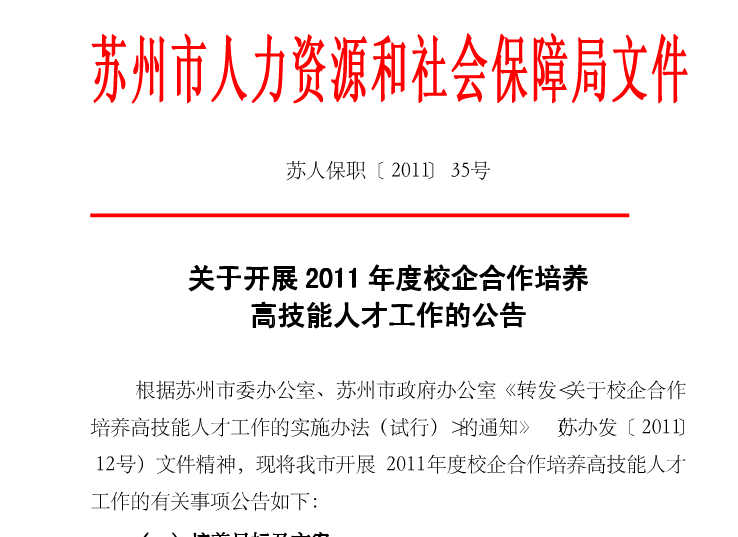 苏州市人力资源和社会保障局文件
苏人保职〔2011〕35号
关于开展2011年度校企合作培养
高技能人才工作的公告
根据苏州市委办公室、苏州市政府办公室《转发<关于校企合作
培养高技能人才工作的实施办法（试行）>的通知》（苏办发〔2011〕
12号）文件精神，现将我市开展2011年度校企合作培养高技能人才
工作的有关事项公告如下：